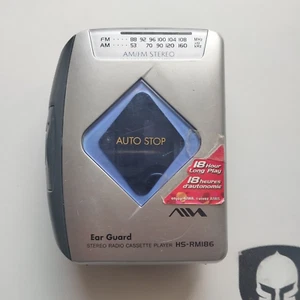 FM 88 92 96 100 104 108 MHz
AM 53 70 90 120 160
AM/FM STEREO
AUTO STOP
18 Hour
Long Play
18 heures
d'autonomie
AIWA
Ear Guard
STEREO RADIO CASSETTE PLAYER HS-RM186